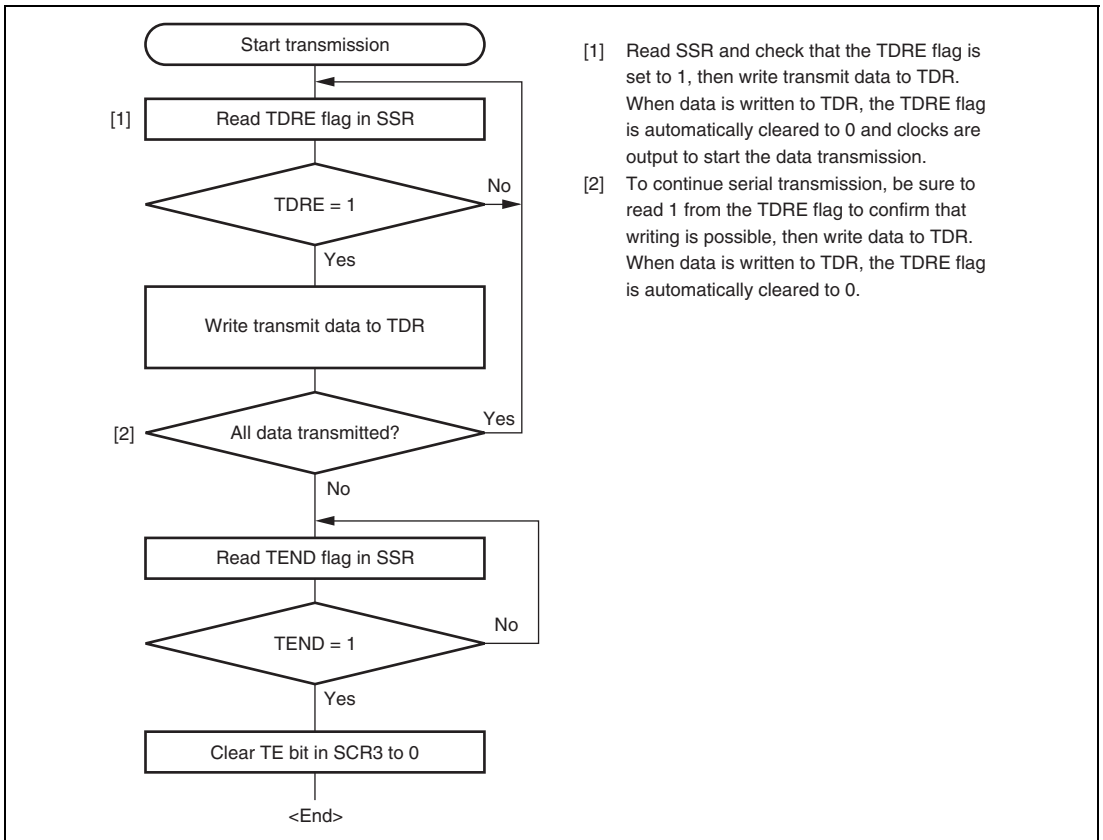 Start transmission
[1] Read TDRE flag in SSR
TDRE = 1
No
Yes
Write transmit data to TDR
[2] All data transmitted?
Yes
No
Read TEND flag in SSR
TEND = 1
No
Yes
Clear TE bit in SCR3 to 0
<End>
[1] Read SSR and check that the TDRE flag is
set to 1, then write transmit data to TDR.
When data is written to TDR, the TDRE flag
is automatically cleared to 0 and clocks are
output to start the data transmission.
[2] To continue serial transmission, be sure to
read 1 from the TDRE flag to confirm that
writing is possible, then write data to TDR.
When data is written to TDR, the TDRE flag
is automatically cleared to 0.